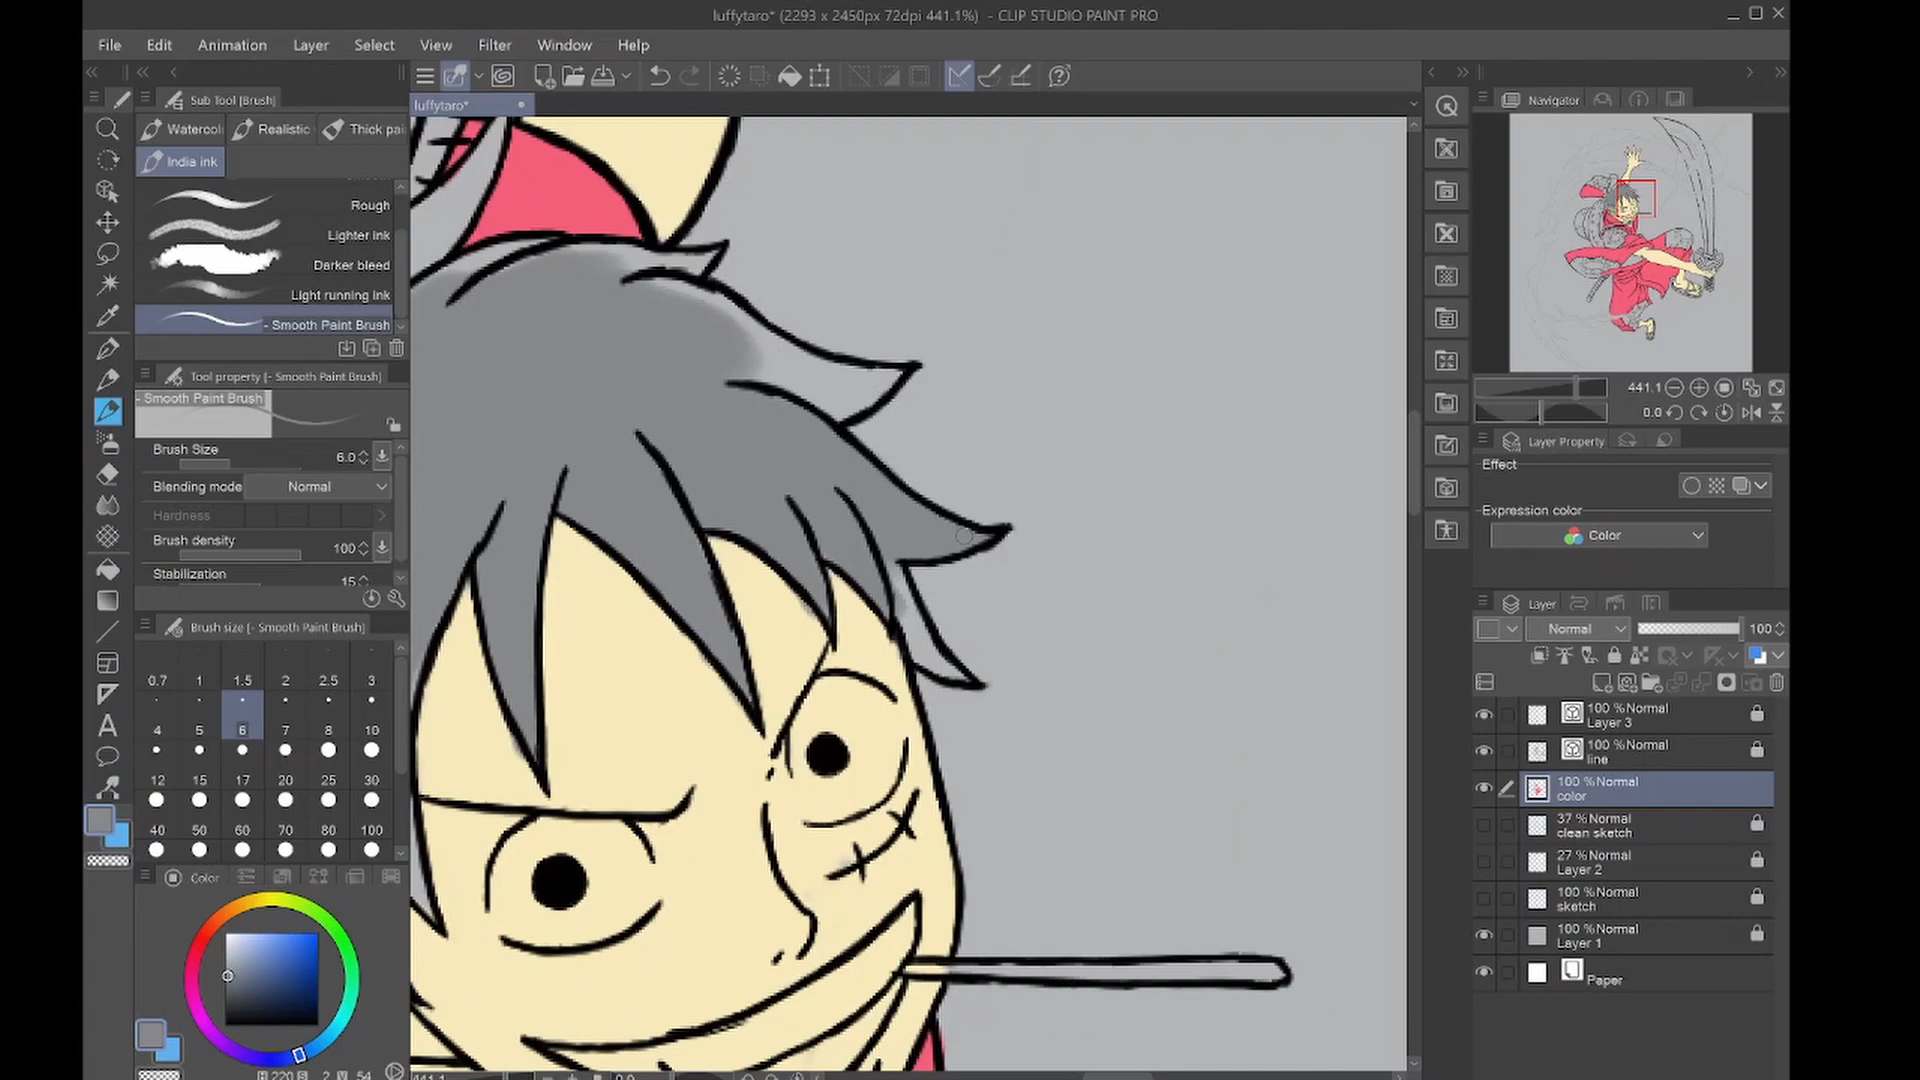 luffytaro* (2293 x 2450px 72dpi 441.1%) - CLIP STUDIO PAINT PRO
File Edit Animation Layer Select View Filter Window Help
Sub Tool [Brush]
luffytaro*
Navigator
Watercol Realistic Thick pai
India ink
Rough
Lighter ink
Darker bleed
Light running ink
- Smooth Paint Brush
Tool property [- Smooth Paint Brush]
- Smooth Paint Brush
Brush Size 6.0
Blending mode Normal
Hardness
Brush density 100
Stabilization 15
Brush size [- Smooth Paint Brush]
0.7 1 1.5 2 2.5 3
4 5 6 7 8 10
12 15 17 20 25 30
40 50 60 70 80 100
Color
H 220 S 2 V 54
441.1 0.0
441.1
0.0
Layer Property
Effect
Expression color
Color
Layer
Normal 100
100 %Normal
Layer 3
100 %Normal
line
100 %Normal
color
37 %Normal
clean sketch
27 %Normal
Layer 2
100 %Normal
sketch
100 %Normal
Layer 1
Paper